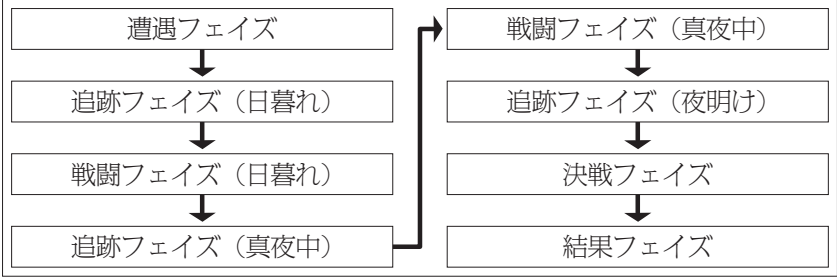 遭遇フェイズ
追跡フェイズ（日暮れ）
戦闘フェイズ（日暮れ）
追跡フェイズ（真夜中）
戦闘フェイズ（真夜中）
追跡フェイズ（夜明け）
決戦フェイズ
結果フェイズ